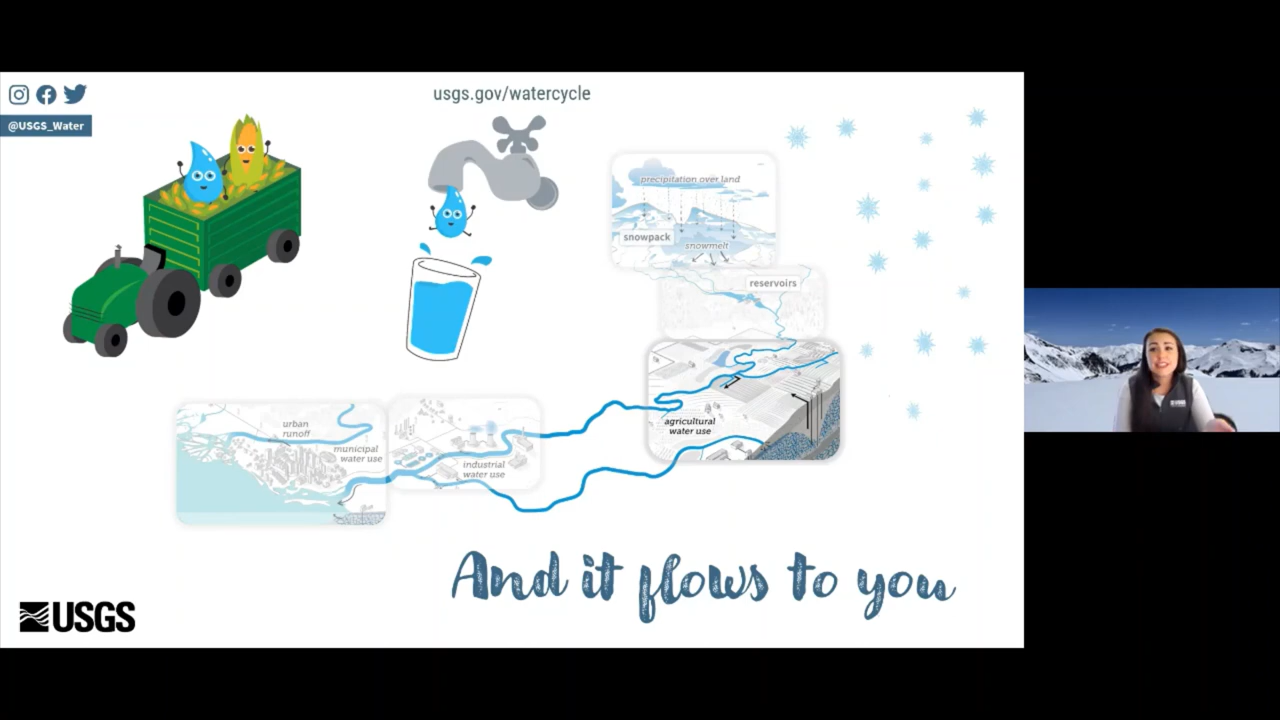 usgs.gov/watercycle
@USGS_Water
precipitation over land
snowpack
snowmelt
reservoirs
agricultural
water use
urban
runoff
municipal
water use
industrial
water use
And it flows to you
USGS
USGS